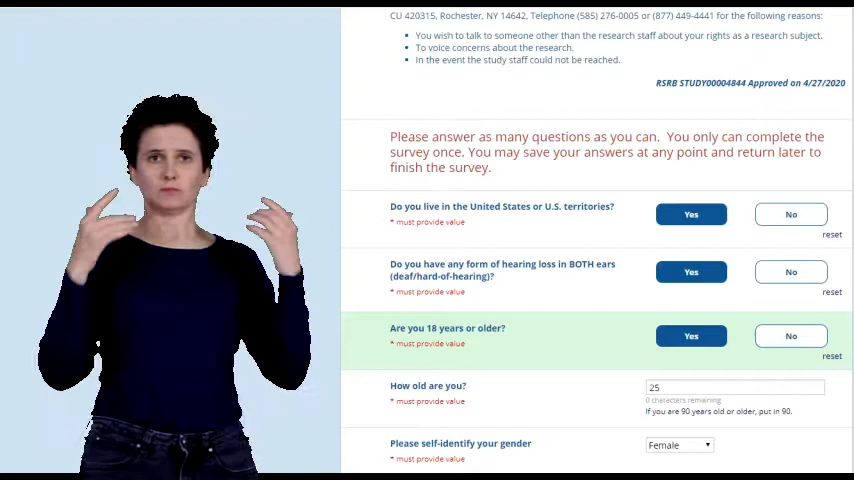 CU 420315, Rochester, NY 14642, Telephone (585) 276-0005 or (877) 449-4441 for the following reasons:
• You wish to talk to someone other than the research staff about your rights as a research subject.
• To voice concerns about the research.
• In the event the study staff could not be reached.
RSRB STUDY00004844 Approved on 4/27/2020
Please answer as many questions as you can. You only can complete the
survey once. You may save your answers at any point and return later to
finish the survey.
Do you live in the United States or U.S. territories?
* must provide value
Yes
No
reset
Do you have any form of hearing loss in BOTH ears
(deaf/hard-of-hearing)?
* must provide value
Yes
No
reset
Are you 18 years or older?
* must provide value
Yes
No
reset
How old are you?
* must provide value
25
0 characters remaining
If you are 90 years old or older, put in 90.
Please self-identify your gender
* must provide value
Female